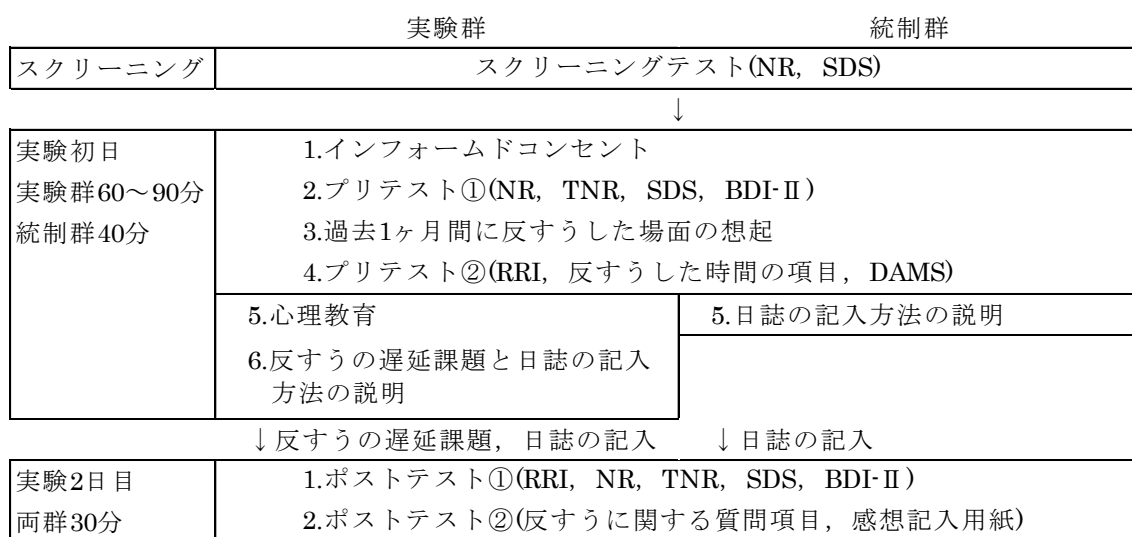 実験群 統制群
スクリーニング スクリーニングテスト(NR, SDS)
↓
実験初日 1.インフォームドコンセント
実験群60～90分 2.プリテスト①(NR, TNR, SDS, BDI-Ⅱ)
統制群40分 3.過去1ヶ月間に反すうした場面の想起
4.プリテスト②(RRI, 反すうした時間の項目, DAMS)
5.心理教育 5.日誌の記入方法の説明
6.反すうの遅延課題と日誌の記入
方法の説明
↓反すうの遅延課題, 日誌の記入 ↓日誌の記入
実験2日目 1.ポストテスト①(RRI, NR, TNR, SDS, BDI-Ⅱ)
両群30分 2.ポストテスト②(反すうに関する質問項目, 感想記入用紙)